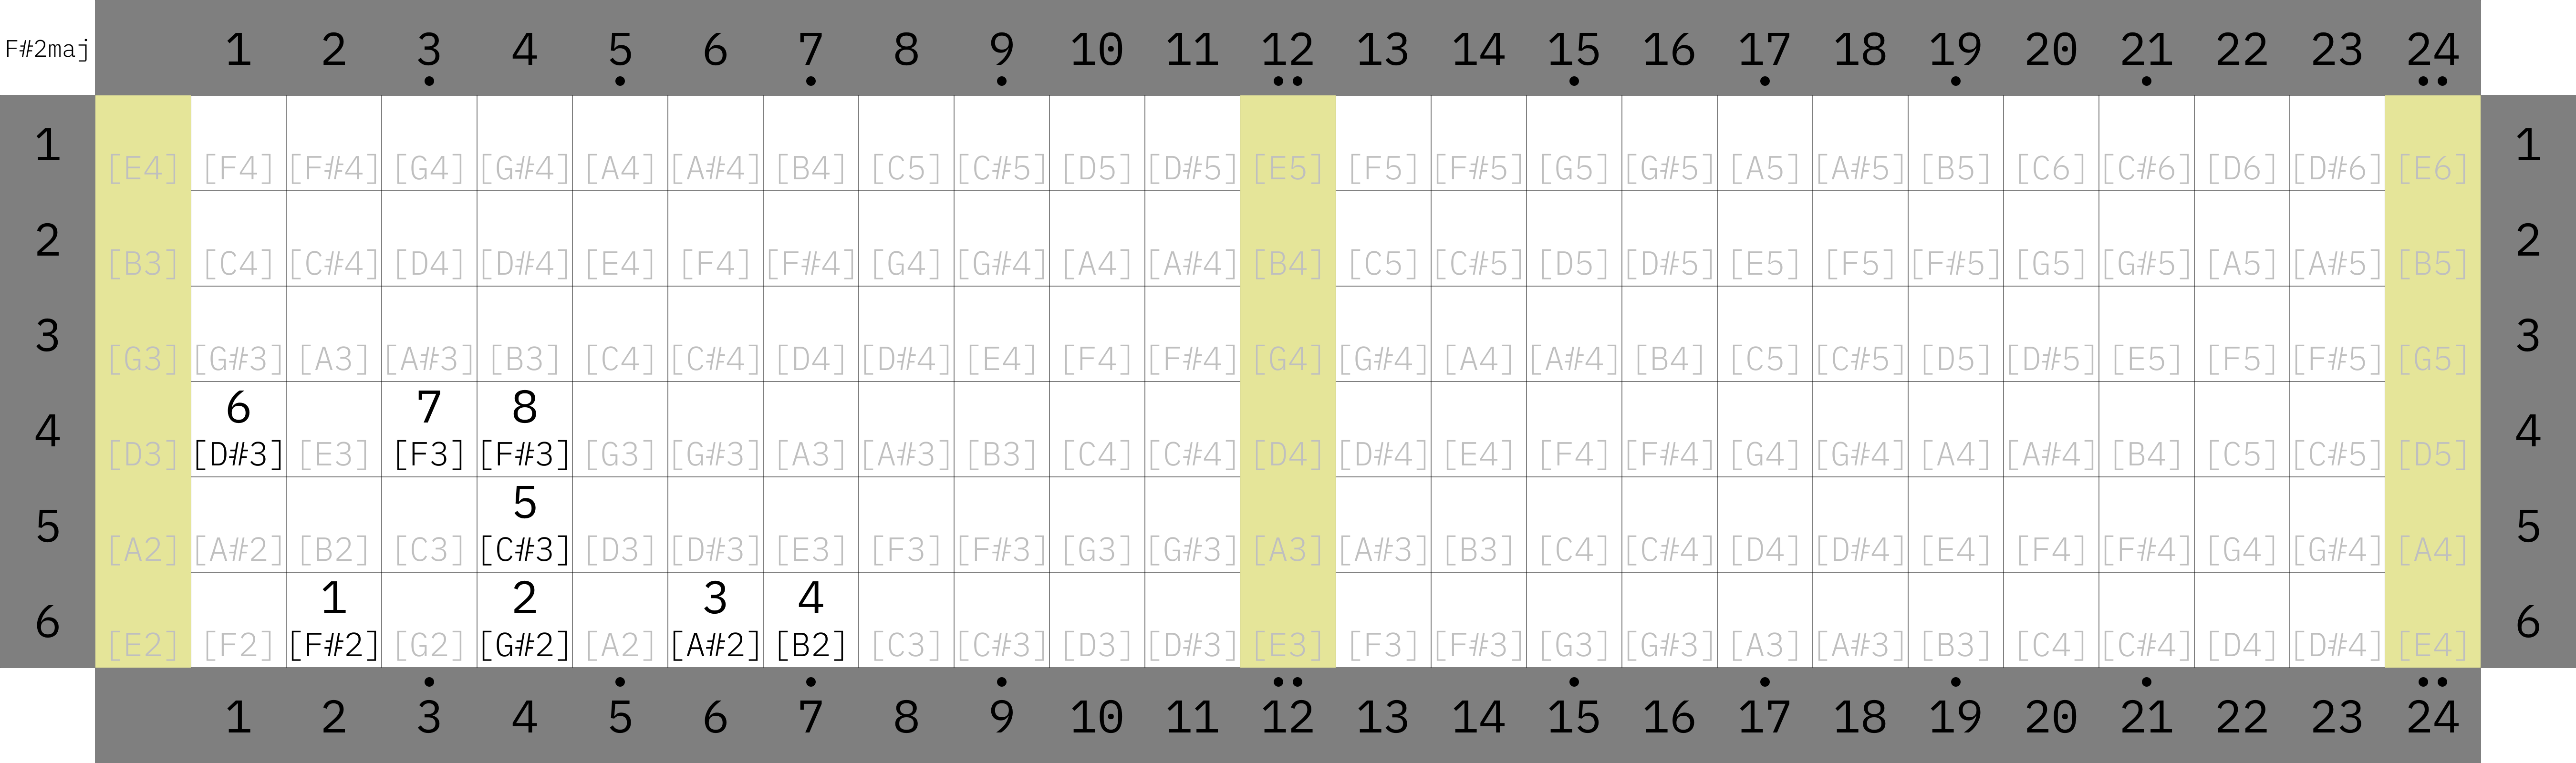 F#2maj 1 2 3 4 5 6 7 8 9 10 11 12 13 14 15 16 17 18 19 20 21 22 23 24
1 [E4] [F4] [F#4] [G4] [G#4] [A4] [A#4] [B4] [C5] [C#5] [D5] [D#5] [E5] [F5] [F#5] [G5] [G#5] [A5] [A#5] [B5] [C6] [C#6] [D6] [D#6] [E6] 1
2 [B3] [C4] [C#4] [D4] [D#4] [E4] [F4] [F#4] [G4] [G#4] [A4] [A#4] [B4] [C5] [C#5] [D5] [D#5] [E5] [F5] [F#5] [G5] [G#5] [A5] [A#5] [B5] 2
3 [G3] [G#3] [A3] [A#3] [B3] [C4] [C#4] [D4] [D#4] [E4] [F4] [F#4] [G4] [G#4] [A4] [A#4] [B4] [C5] [C#5] [D5] [D#5] [E5] [F5] [F#5] [G5] 3
6 7 8
4 [D3] [D#3] [E3] [F3] [F#3] [G3] [G#3] [A3] [A#3] [B3] [C4] [C#4] [D4] [D#4] [E4] [F4] [F#4] [G4] [G#4] [A4] [A#4] [B4] [C5] [C#5] [D5] 4
5
5 [A2] [A#2] [B2] [C3] [C#3] [D3] [D#3] [E3] [F3] [F#3] [G3] [G#3] [A3] [A#3] [B3] [C4] [C#4] [D4] [D#4] [E4] [F4] [F#4] [G4] [G#4] [A4] 5
1 2 3 4
6 [E2] [F2] [F#2] [G2] [G#2] [A2] [A#2] [B2] [C3] [C#3] [D3] [D#3] [E3] [F3] [F#3] [G3] [G#3] [A3] [A#3] [B3] [C4] [C#4] [D4] [D#4] [E4] 6
1 2 3 4 5 6 7 8 9 10 11 12 13 14 15 16 17 18 19 20 21 22 23 24